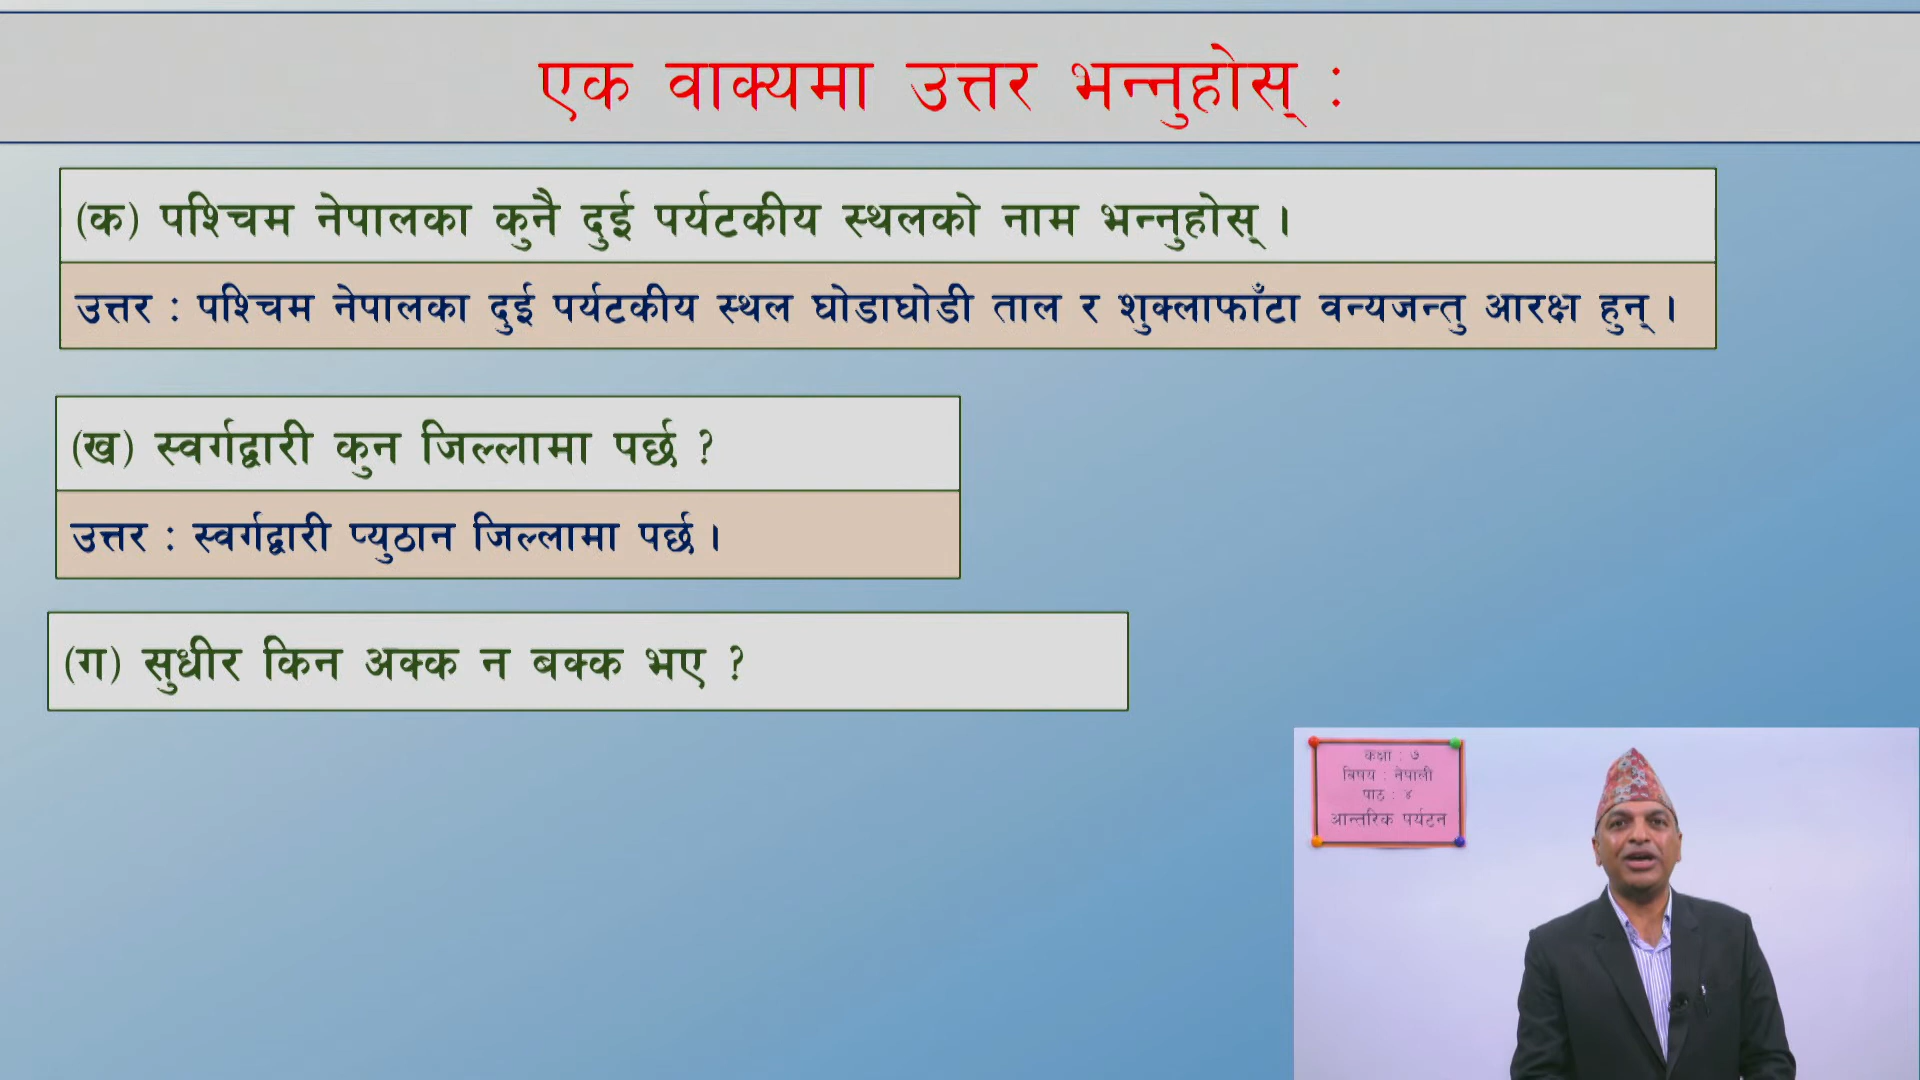 एक वाक्यमा उत्तर भन्नुहोस् :
(क) पश्चिम नेपालका कुनै दुई पर्यटकीय स्थलको नाम भन्नुहोस् ।
उत्तर : पश्चिम नेपालका दुई पर्यटकीय स्थल घोडाघोडी ताल र शुक्लाफाँटा वन्यजन्तु आरक्ष हुन् ।
(ख) स्वर्गद्वारी कुन जिल्लामा पर्छ ?
उत्तर : स्वर्गद्वारी प्युठान जिल्लामा पर्छ ।
(ग) सुधीर किन अक्क न बक्क भए ?
कक्षा : ७
विषय : नेपाली
पाठ : ४
आन्तरिक पर्यटन